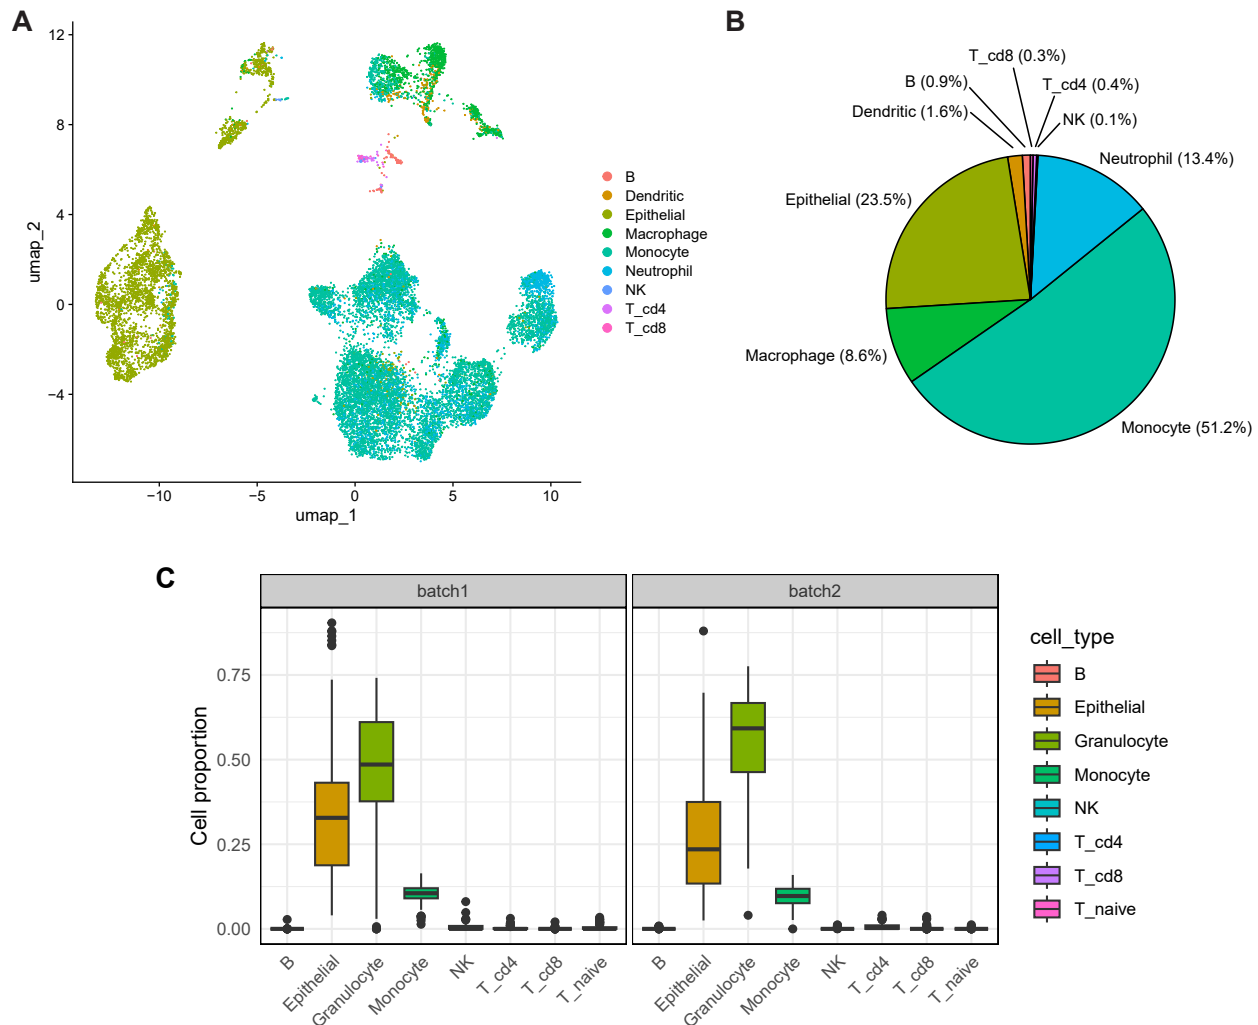 A
12
8
4
0
−4
umap_2
−10
−5
0
5
10
umap_1
B
Dendritic
Epithelial
Macrophage
Monocyte
Neutrophil
NK
T_cd4
T_cd8
B
T_cd8 (0.3%)
B (0.9%)
T_cd4 (0.4%)
Dendritic (1.6%)
NK (0.1%)
Neutrophil (13.4%)
Epithelial (23.5%)
Macrophage (8.6%)
Monocyte (51.2%)
C
batch1
batch2
0.75
0.50
0.25
0.00
Cell proportion
B
Epithelial
Granulocyte
Monocyte
NK
T_cd4
T_cd8
T_naive
B
Epithelial
Granulocyte
Monocyte
NK
T_cd4
T_cd8
T_naive
cell_type
B
Epithelial
Granulocyte
Monocyte
NK
T_cd4
T_cd8
T_naive